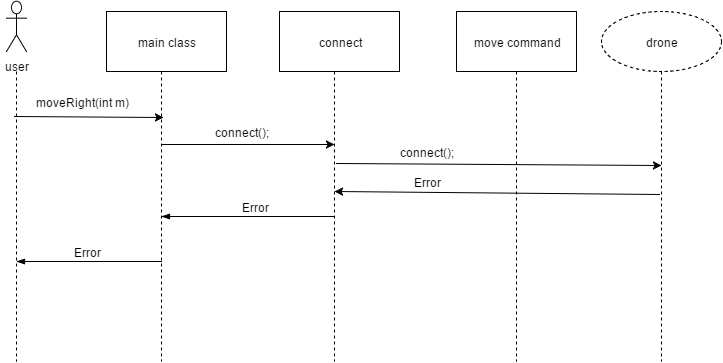 user
main class
connect
move command
drone
moveRight(int m)
connect();
connect();
Error
Error
Error